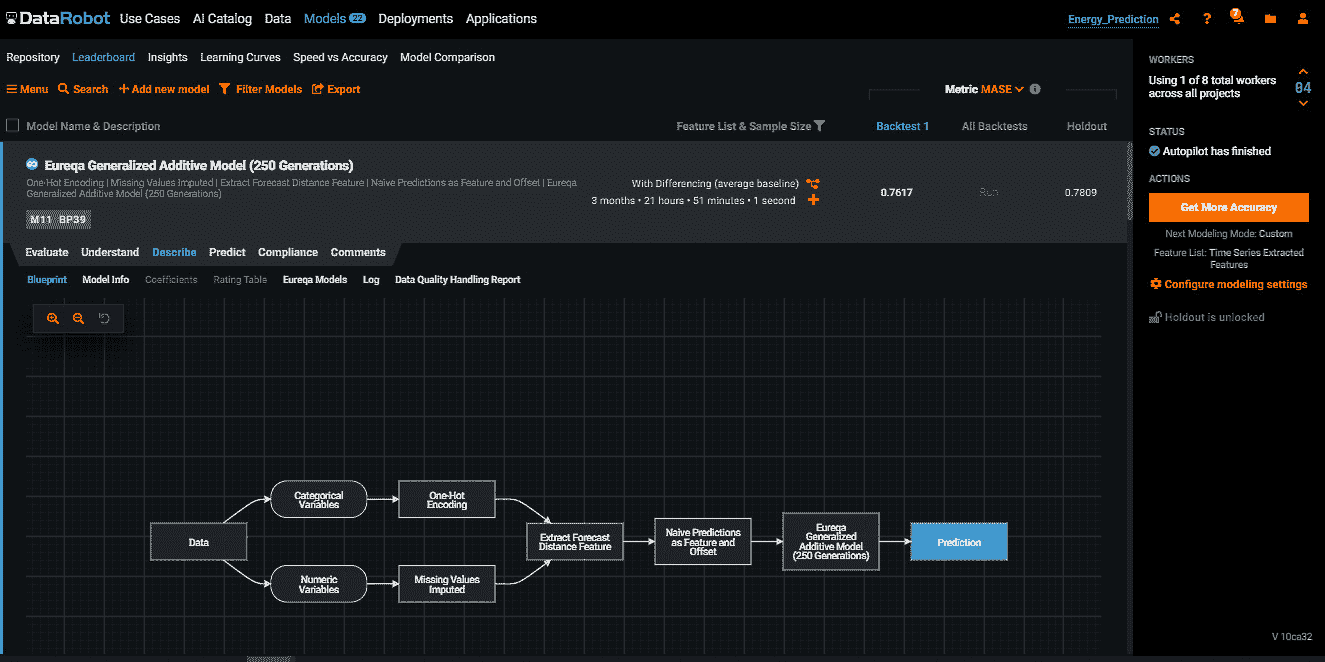 DataRobot Use Cases AI Catalog Data Models 22 Deployments Applications Energy_Prediction ? 7
Repository Leaderboard Insights Learning Curves Speed vs Accuracy Model Comparison
Menu Search Add new model Filter Models Export Metric MASE
Model Name & Description Feature List & Sample Size Backtest 1 All Backtests Holdout
Eureqa Generalized Additive Model (250 Generations)
One-Hot Encoding | Missing Values Imputed | Extract Forecast Distance Feature | Naive Predictions as Feature and Offset | Eureqa
Generalized Additive Model (250 Generations)
M11 BP39
With Differencing (average baseline)
3 months • 21 hours • 51 minutes • 1 second
0.7617 Run 0.7809
Evaluate Understand Describe Predict Compliance Comments
Blueprint Model Info Coefficients Rating Table Eureqa Models Log Data Quality Handling Report
Data
Categorical
Variables
One-Hot
Encoding
Numeric
Variables
Missing Values
Imputed
Extract Forecast
Distance Feature
Naive Predictions
as Feature and
Offset
Eureqa
Generalized
Additive Model
(250 Generations)
Prediction
WORKERS
Using 1 of 8 total workers
across all projects
04
STATUS
Autopilot has finished
ACTIONS
Get More Accuracy
Next Modeling Mode: Custom
Feature List: Time Series Extracted
Features
Configure modeling settings
Holdout is unlocked
V 10ca32